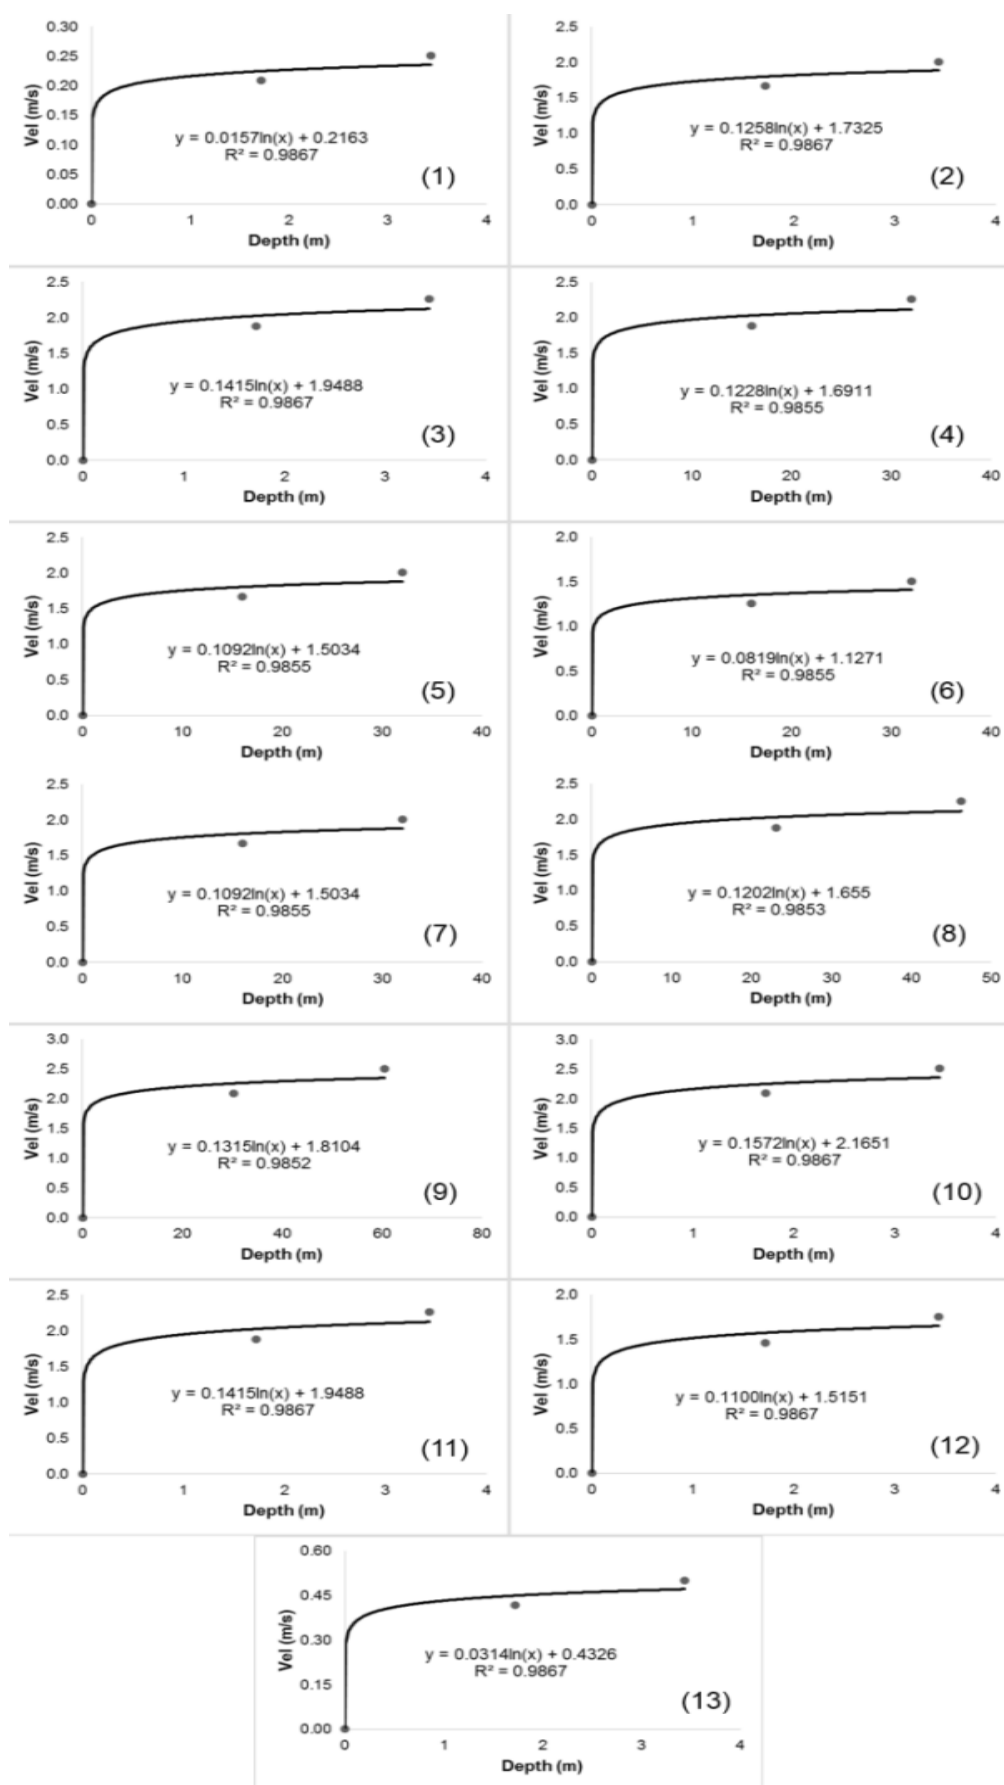 0.30
0.25
0.20
0.15
0.10
0.05
0.00
Vel (m/s)
y = 0.0157ln(x) + 0.2163
R² = 0.9867
(1)
0 1 2 3 4
Depth (m)
2.5
2.0
1.5
1.0
0.5
0.0
Vel (m/s)
y = 0.1258ln(x) + 1.7325
R² = 0.9867
(2)
0 1 2 3 4
Depth (m)
2.5
2.0
1.5
1.0
0.5
0.0
Vel (m/s)
y = 0.1415ln(x) + 1.9488
R² = 0.9867
(3)
0 1 2 3 4
Depth (m)
2.5
2.0
1.5
1.0
0.5
0.0
Vel (m/s)
y = 0.1228ln(x) + 1.6911
R² = 0.9855
(4)
0 10 20 30 40
Depth (m)
2.5
2.0
1.5
1.0
0.5
0.0
Vel (m/s)
y = 0.1092ln(x) + 1.5034
R² = 0.9855
(5)
0 10 20 30 40
Depth (m)
2.0
1.5
1.0
0.5
0.0
Vel (m/s)
y = 0.0819ln(x) + 1.1271
R² = 0.9855
(6)
0 10 20 30 40
Depth (m)
2.5
2.0
1.5
1.0
0.5
0.0
Vel (m/s)
y = 0.1092ln(x) + 1.5034
R² = 0.9855
(7)
0 10 20 30 40
Depth (m)
2.5
2.0
1.5
1.0
0.5
0.0
Vel (m/s)
y = 0.1202ln(x) + 1.655
R² = 0.9853
(8)
0 10 20 30 40 50
Depth (m)
3.0
2.5
2.0
1.5
1.0
0.5
0.0
Vel (m/s)
y = 0.1315ln(x) + 1.8104
R² = 0.9852
(9)
0 20 40 60 80
Depth (m)
3.0
2.5
2.0
1.5
1.0
0.5
0.0
Vel (m/s)
y = 0.1572ln(x) + 2.1651
R² = 0.9867
(10)
0 1 2 3 4
Depth (m)
2.5
2.0
1.5
1.0
0.5
0.0
Vel (m/s)
y = 0.1415ln(x) + 1.9488
R² = 0.9867
(11)
0 1 2 3 4
Depth (m)
2.0
1.5
1.0
0.5
0.0
Vel (m/s)
y = 0.1100ln(x) + 1.5151
R² = 0.9867
(12)
0 1 2 3 4
Depth (m)
0.60
0.45
0.30
0.15
0.00
Vel (m/s)
y = 0.0314ln(x) + 0.4326
R² = 0.9867
(13)
0 1 2 3 4
Depth (m)